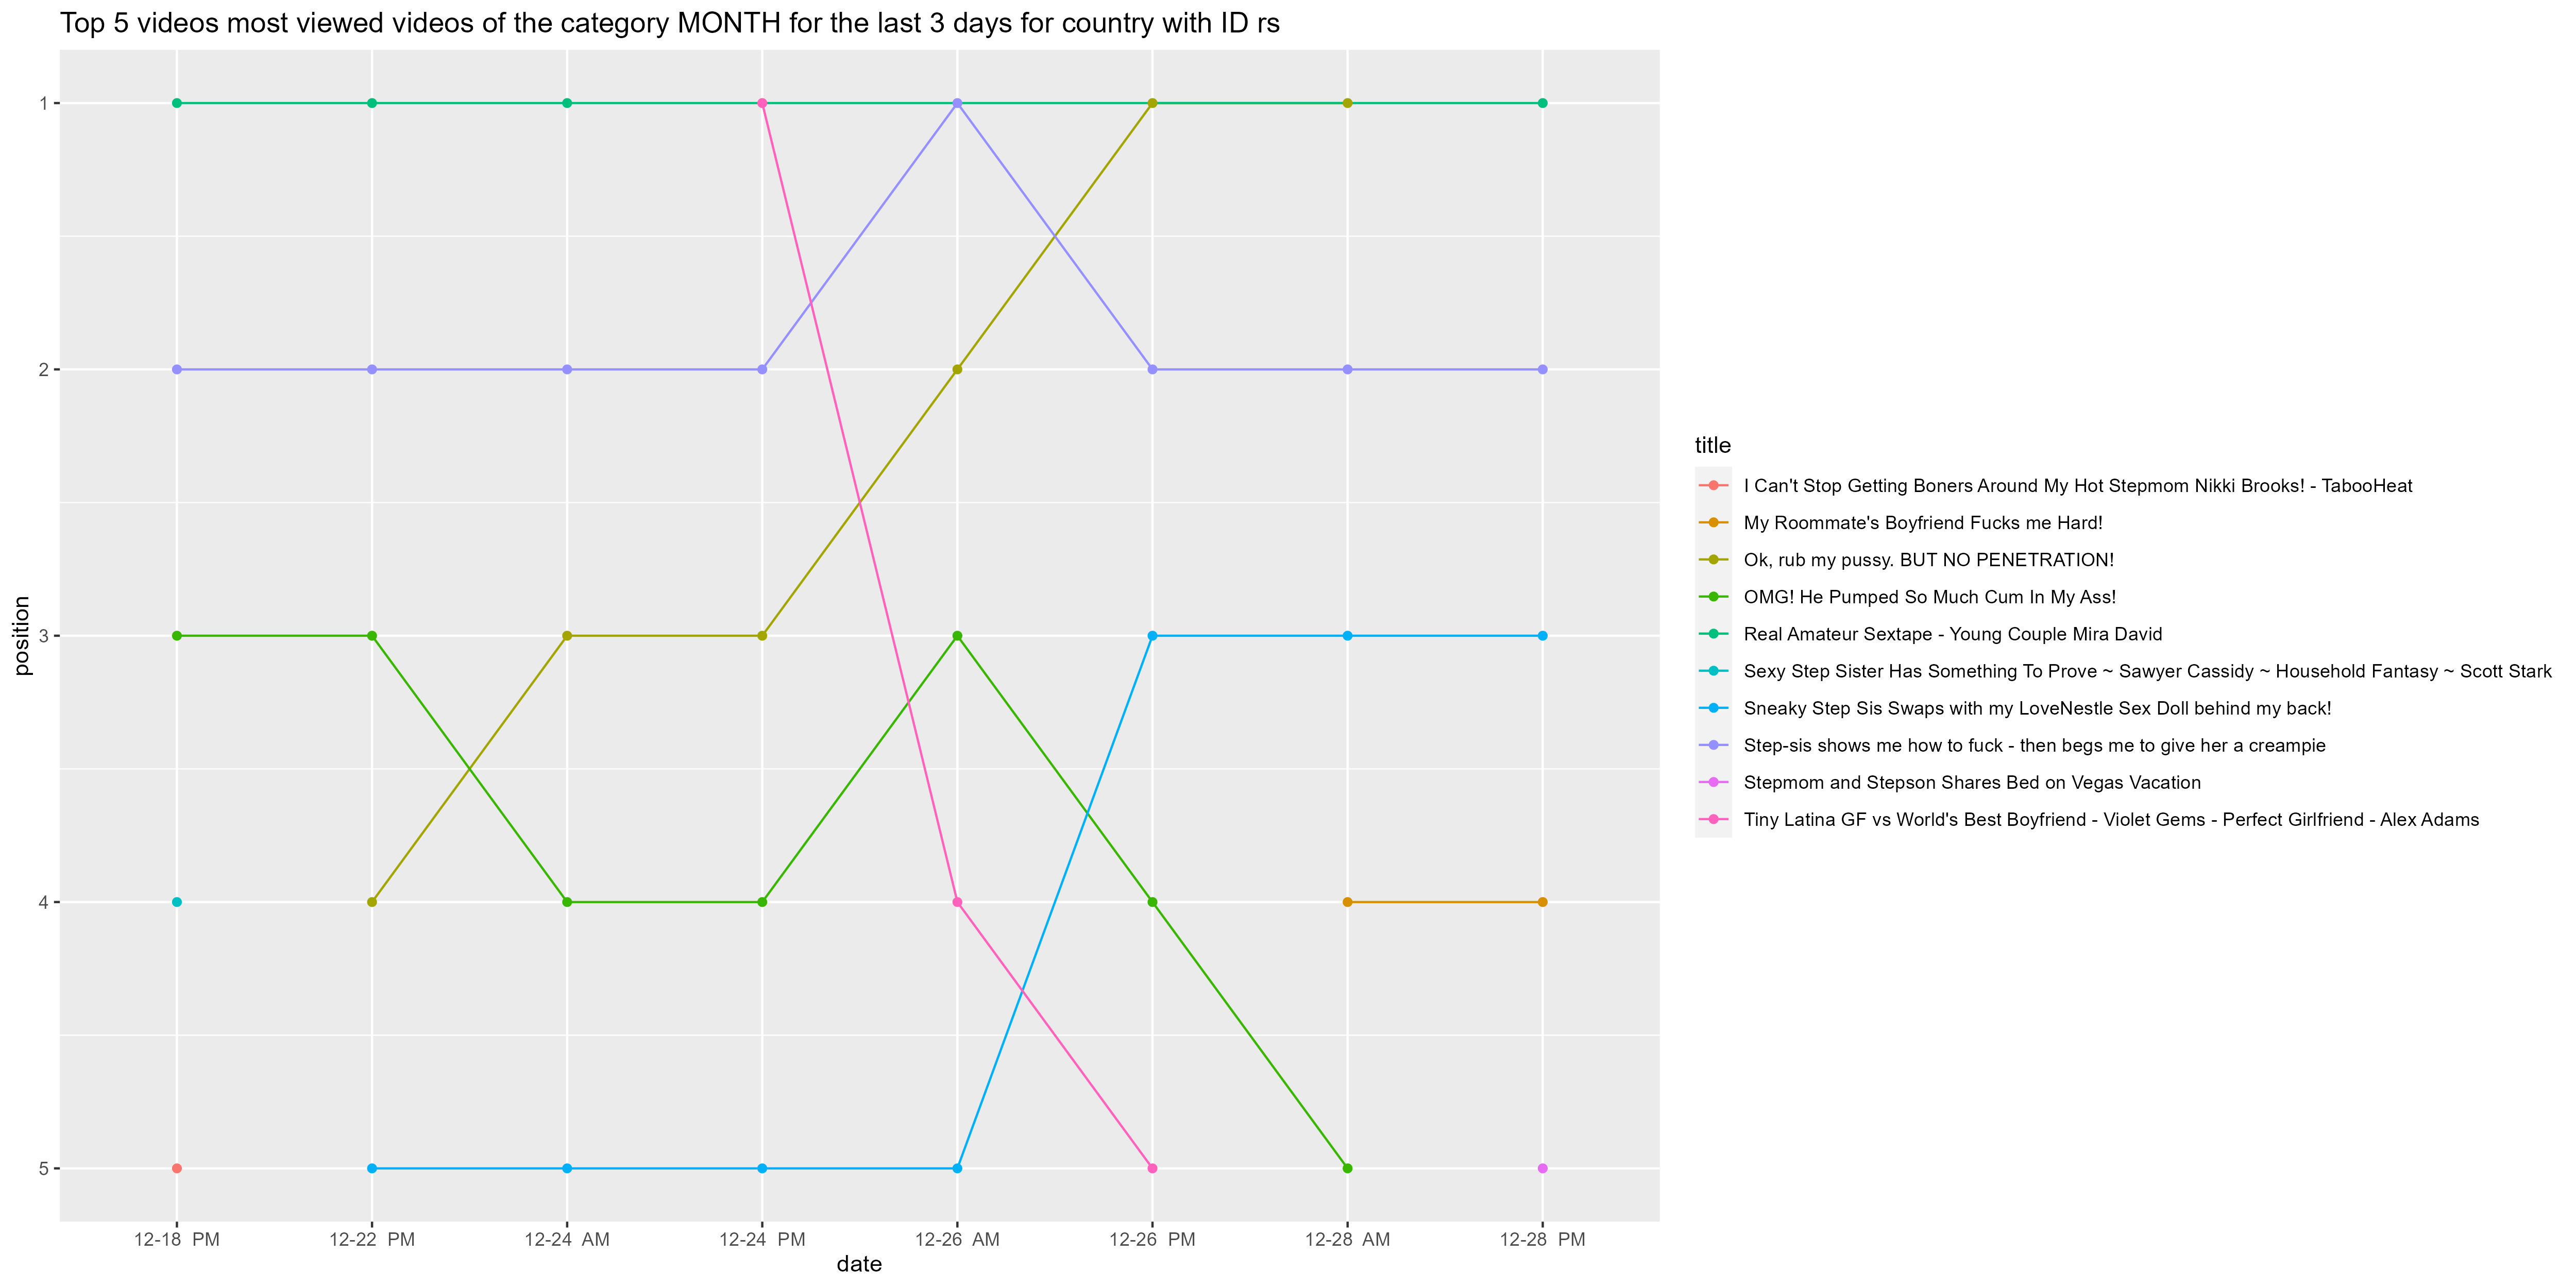 Top 5 videos most viewed videos of the category MONTH for the last 3 days for country with ID rs
position
1
2
3
4
5
12-18 PM
12-22 PM
12-24 AM
12-24 PM
12-26 AM
12-26 PM
12-28 AM
12-28 PM
date
title
I Can't Stop Getting Boners Around My Hot Stepmom Nikki Brooks! - TabooHeat
My Roommate's Boyfriend Fucks me Hard!
Ok, rub my pussy. BUT NO PENETRATION!
OMG! He Pumped So Much Cum In My Ass!
Real Amateur Sextape - Young Couple Mira David
Sexy Step Sister Has Something To Prove ~ Sawyer Cassidy ~ Household Fantasy ~ Scott Stark
Sneaky Step Sis Swaps with my LoveNestle Sex Doll behind my back!
Step-sis shows me how to fuck - then begs me to give her a creampie
Stepmom and Stepson Shares Bed on Vegas Vacation
Tiny Latina GF vs World's Best Boyfriend - Violet Gems - Perfect Girlfriend - Alex Adams